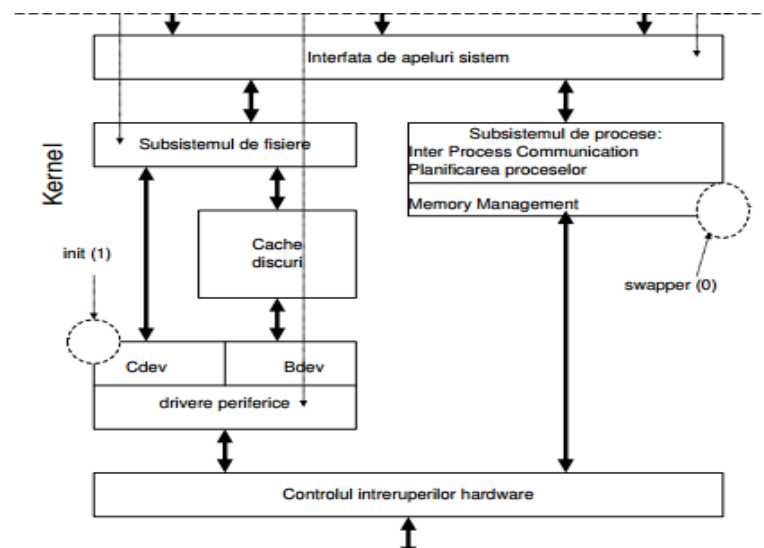 Interfata de apeluri sistem
Subsistemul de fisiere
Subsistemul de procese:
Inter Process Communication
Planificarea proceselor
Memory Management
Kernel
Cache
discuri
init (1)
swapper (0)
Cdev
Bdev
drivere periferice
Controlul intreruperilor hardware